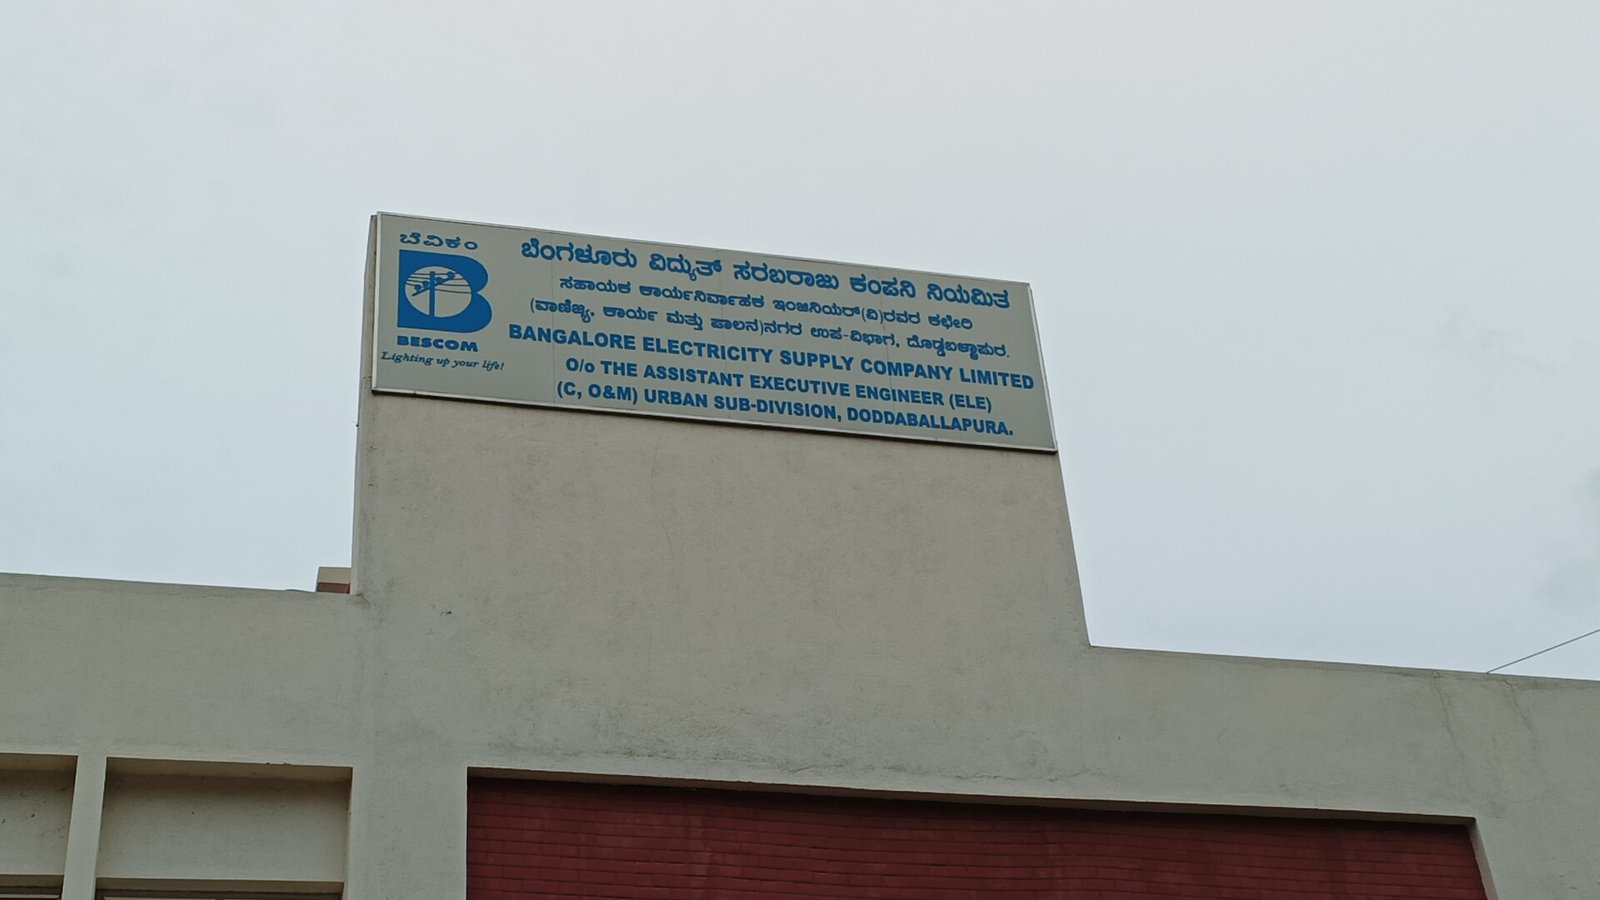 ಬೆವಿಕಂ
BESCOM
Lighting up your life!
ಬೆಂಗಳೂರು ವಿದ್ಯುತ್ ಸರಬರಾಜು ಕಂಪನಿ ನಿಯಮಿತ
ಸಹಾಯಕ ಕಾರ್ಯನಿರ್ವಾಹಕ ಇಂಜಿನಿಯರ್(ವಿ)ರವರ ಕಛೇರಿ
(ವಾಣಿಜ್ಯ, ಕಾರ್ಯ ಮತ್ತು ಪಾಲನ)ನಗರ ಉಪ-ವಿಭಾಗ, ದೊಡ್ಡಬಳ್ಳಾಪುರ.
BANGALORE ELECTRICITY SUPPLY COMPANY LIMITED
O/o THE ASSISTANT EXECUTIVE ENGINEER (ELE)
(C, O&M) URBAN SUB-DIVISION, DODDABALLAPURA.